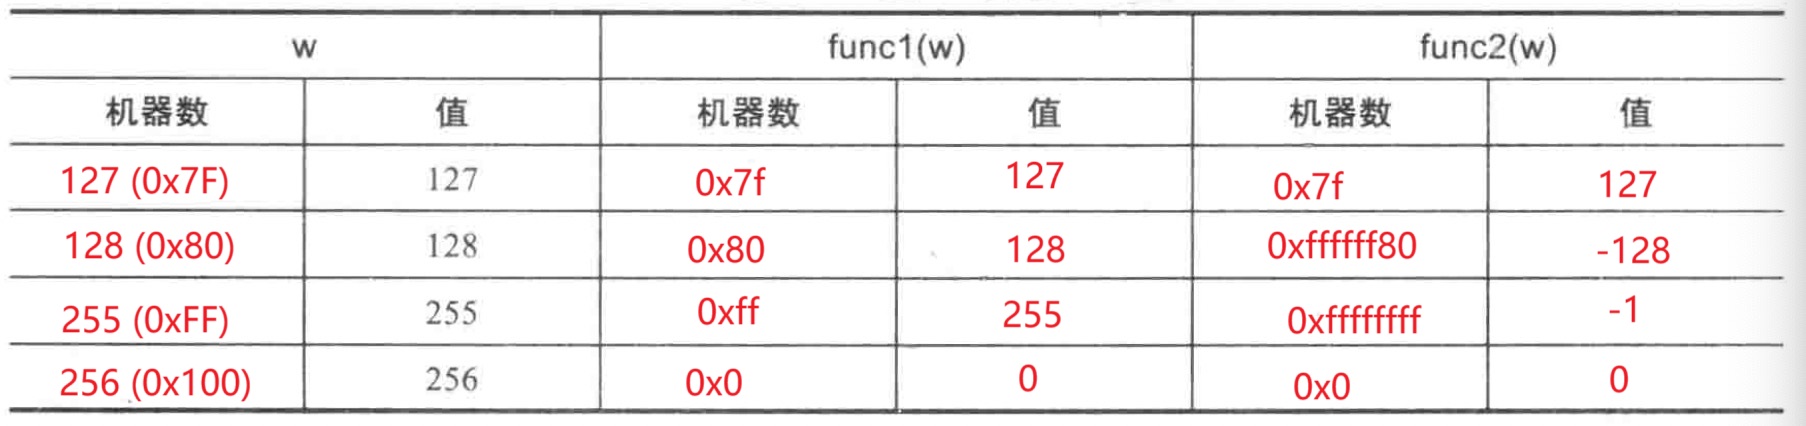 w func1(w) func2(w)
机器数 值 机器数 值 机器数 值
127 (0x7F) 127 0x7f 127 0x7f 127
128 (0x80) 128 0x80 128 0xffffff80 -128
255 (0xFF) 255 0xff 255 0xffffffff -1
256 (0x100) 256 0x0 0 0x0 0